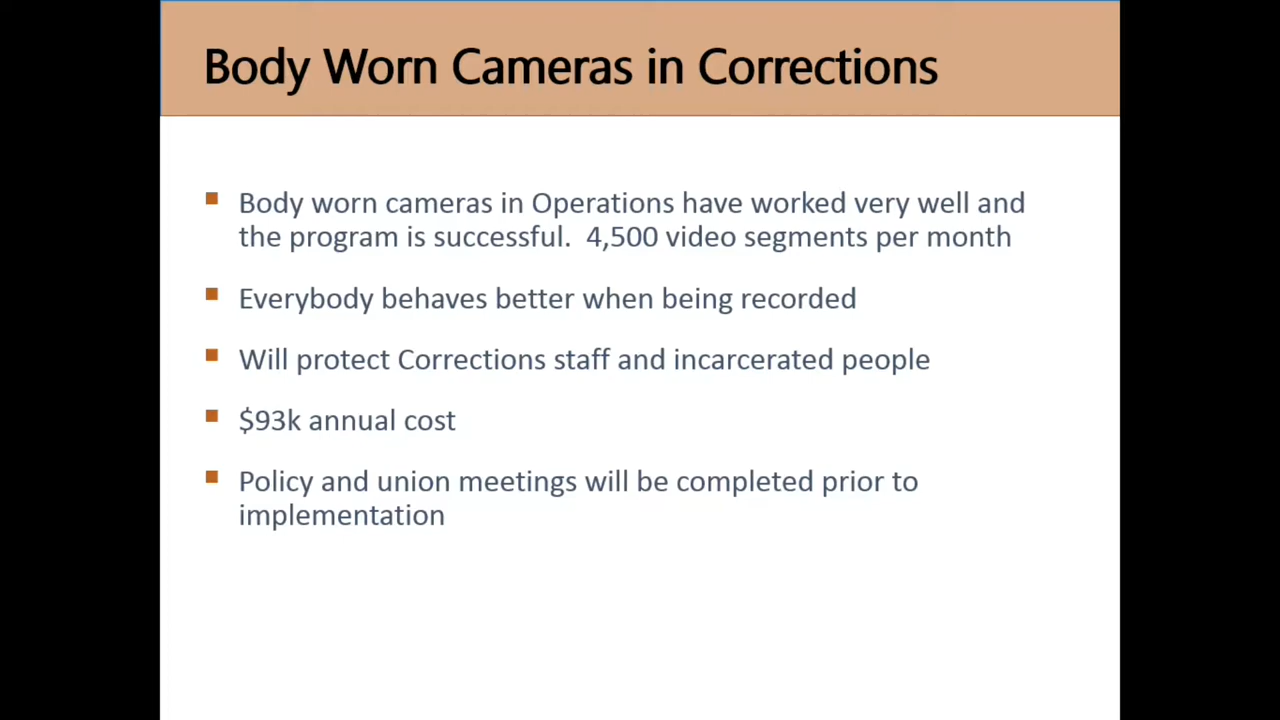 Body Worn Cameras in Corrections
Body worn cameras in Operations have worked very well and
the program is successful.  4,500 video segments per month
Everybody behaves better when being recorded
Will protect Corrections staff and incarcerated people
$93k annual cost
Policy and union meetings will be completed prior to
implementation